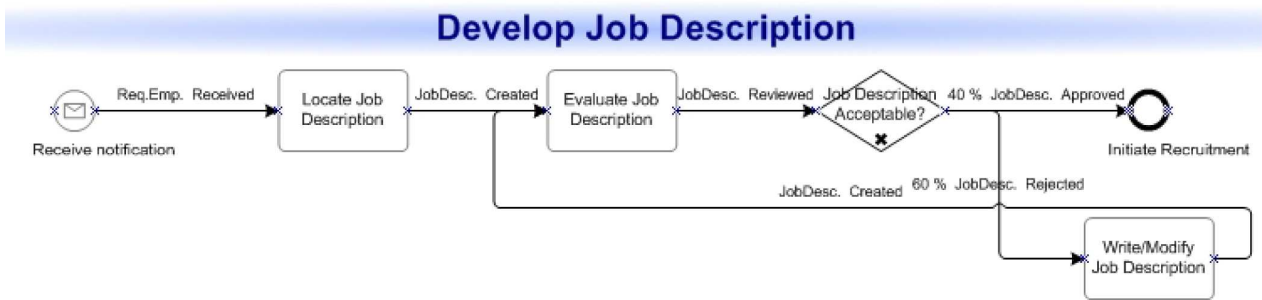 Develop Job Description
Req.Emp. Received
Locate Job
Description
JobDesc. Created
Evaluate Job
Description
JobDesc. Reviewed
Job Description
Acceptable?
40 % JobDesc. Approved
Receive notification
Initiate Recruitment
JobDesc. Created
60 % JobDesc. Rejected
Write/Modify
Job Description